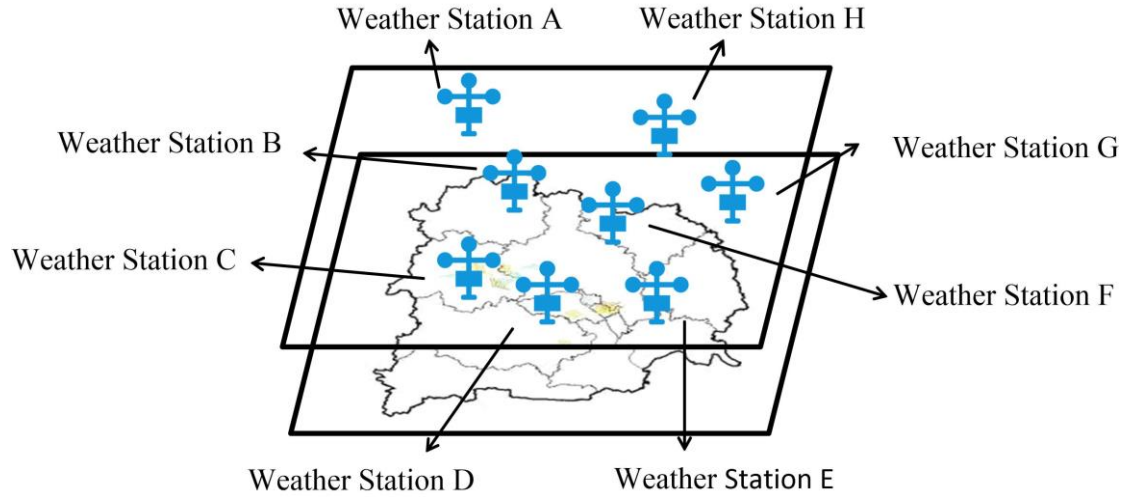 Weather Station A
Weather Station H
Weather Station B
Weather Station G
Weather Station C
Weather Station F
Weather Station D
Weather Station E